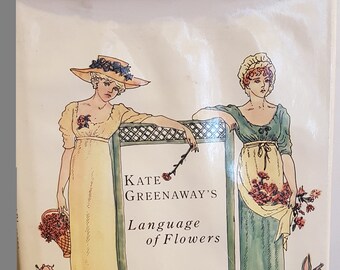 KATE
GREENAWAY'S
Language
of Flowers